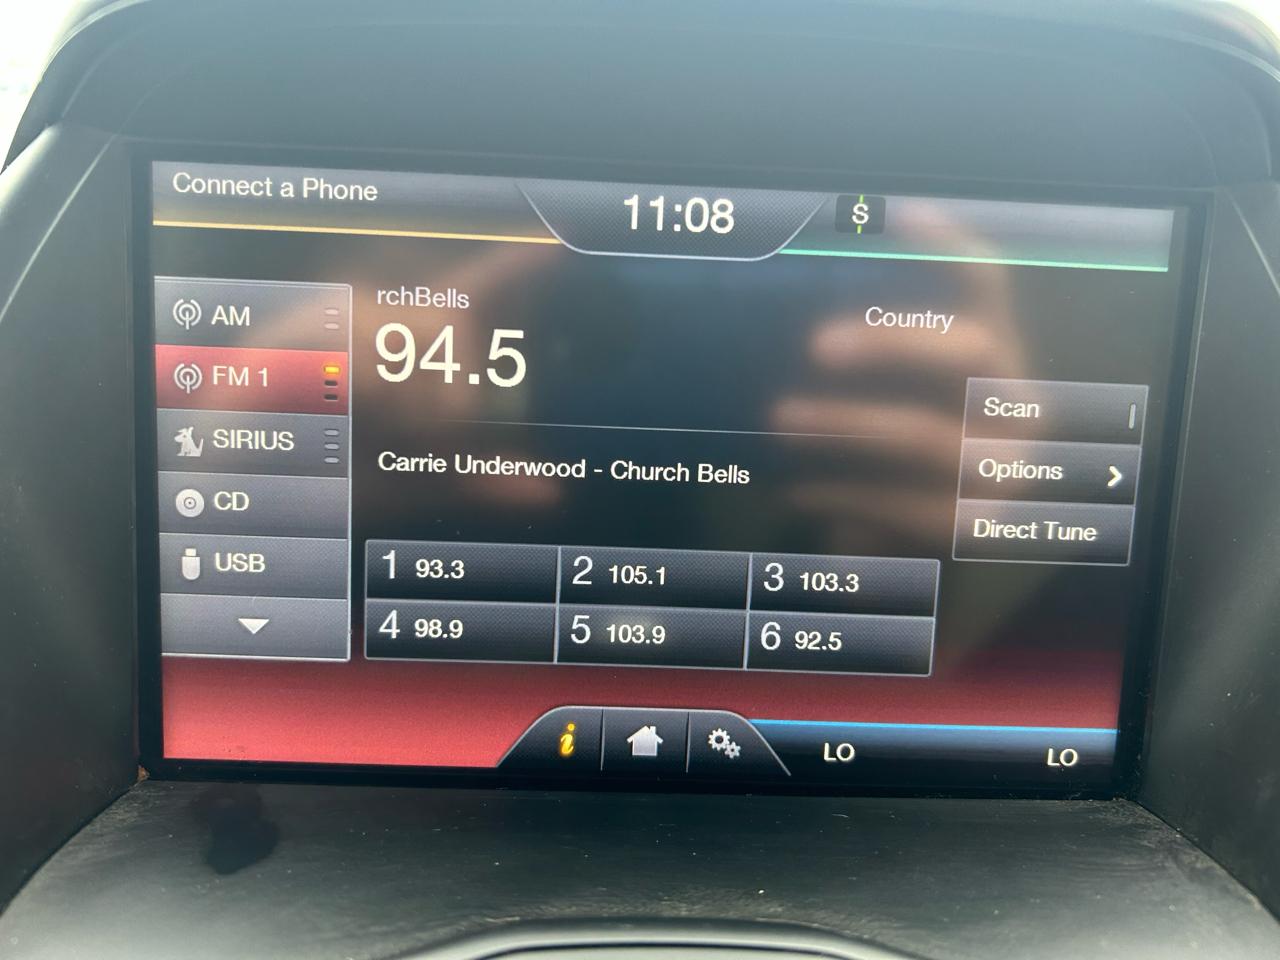 Connect a Phone
11:08
S
AM
FM 1
SIRIUS
CD
USB
rchBells
94.5
Country
Carrie Underwood - Church Bells
Scan
Options
Direct Tune
1 93.3
2 105.1
3 103.3
4 98.9
5 103.9
6 92.5
i
LO
LO